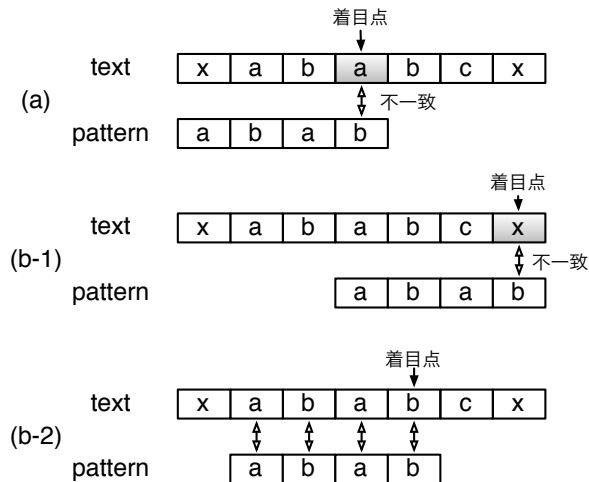 着目点
text x a b a b c x
(a)
不一致
pattern a b a b
着目点
text x a b a b c x
(b-1)
不一致
pattern a b a b
着目点
text x a b a b c x
(b-2)
pattern a b a b